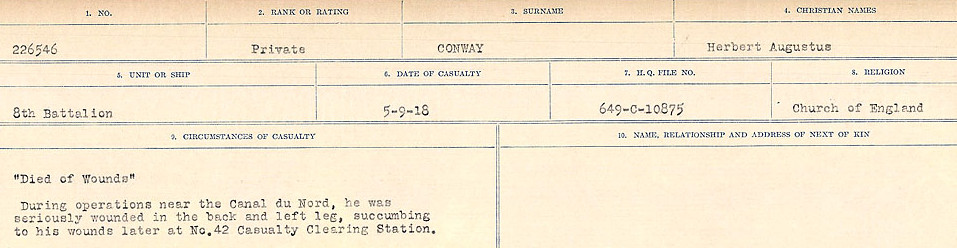 1. NO. 2. RANK OR RATING 3. SURNAME 4. CHRISTIAN NAMES
226546 Private CONWAY Herbert Augustus
5. UNIT OR SHIP 6. DATE OF CASUALTY 7. H.Q. FILE NO. 8. RELIGION
8th Battalion 5-9-18 649-C-10875 Church of England
9. CIRCUMSTANCES OF CASUALTY 10. NAME, RELATIONSHIP AND ADDRESS OF NEXT OF KIN
"Died of Wounds"
During operations near the Canal du Nord, he was
seriously wounded in the back and left leg, succumbing
to his wounds later at No.42 Casualty Clearing Station.